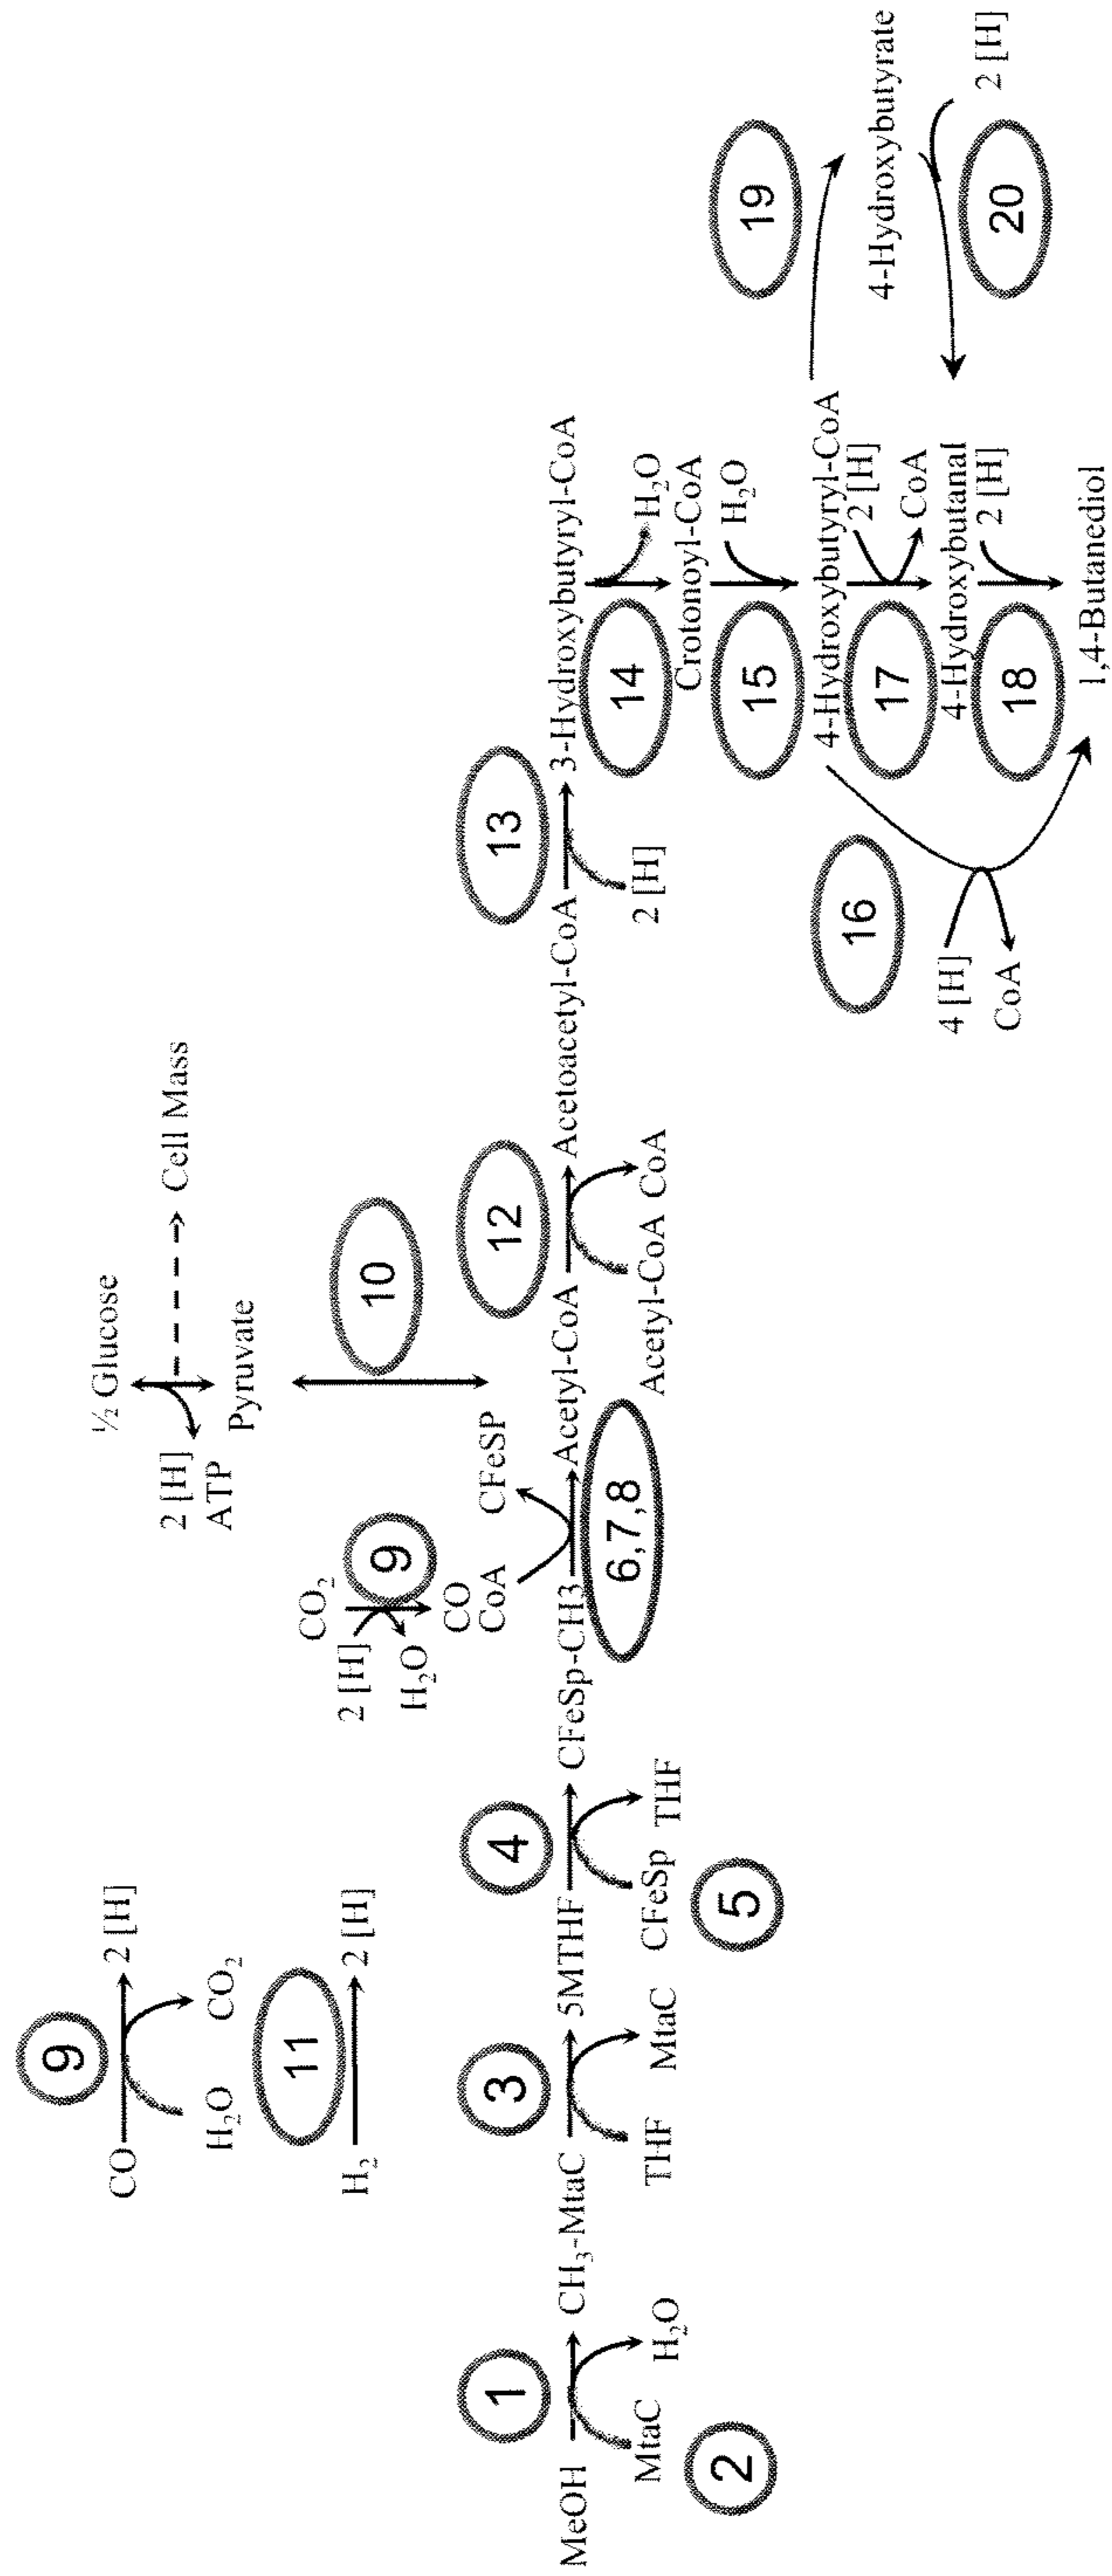 9
CO
2 [H]
H₂O
CO₂
11
H₂
2 [H]
½ Glucose
2 [H]
ATP
Cell Mass
Pyruvate
CO₂
2 [H]
9
H₂O
CO
CoA
CFeSP
10
1
3
4
12
13
MeOH
CH₃-MtaC
5MTHF
CFeSp-CH3
Acetyl-CoA
Acetoacetyl-CoA
3-Hydroxybutyryl-CoA
MtaC
H₂O
THF
MtaC
CFeSp
THF
6,7,8
Acetyl-CoA
CoA
2 [H]
2
5
14
H₂O
Crotonoyl-CoA
15
H₂O
19
4-Hydroxybutyryl-CoA
4-Hydroxybutyrate
16
17
2 [H]
CoA
4 [H]
CoA
4-Hydroxybutanal
20
2 [H]
18
2 [H]
1,4-Butanediol